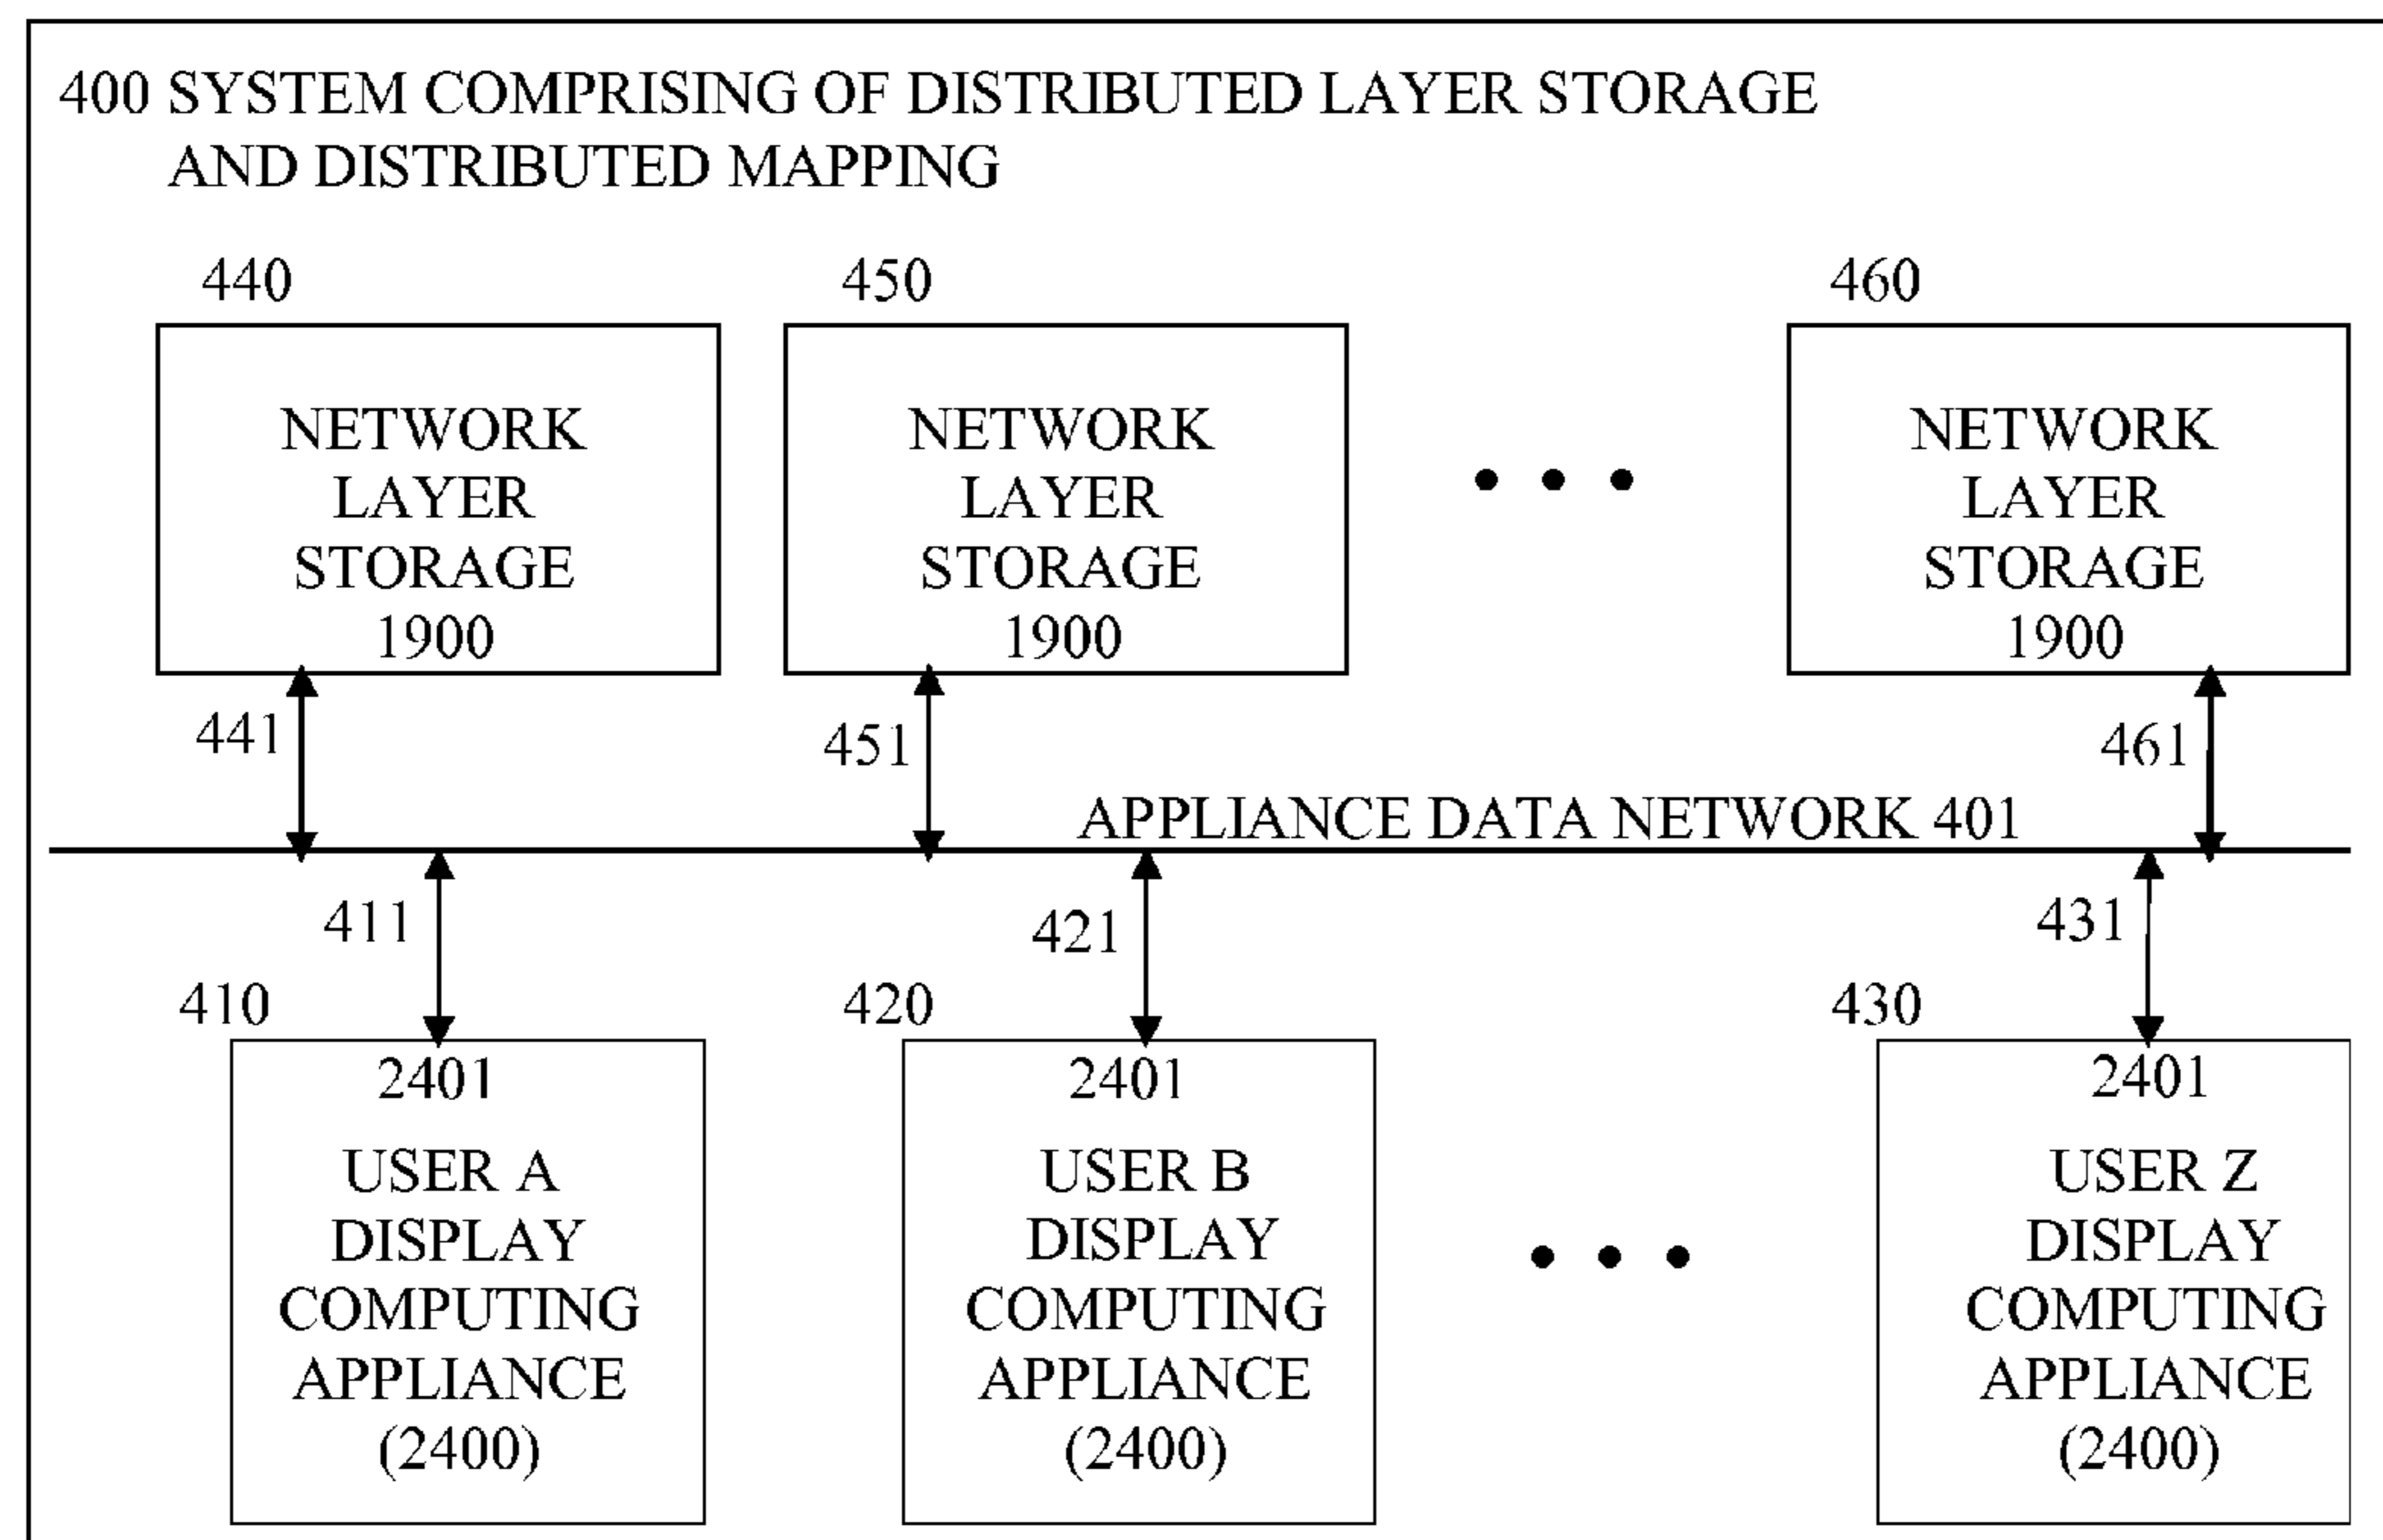 400 SYSTEM COMPRISING OF DISTRIBUTED LAYER STORAGE
AND DISTRIBUTED MAPPING
440
450
460
NETWORK
LAYER
STORAGE
1900
NETWORK
LAYER
STORAGE
1900
NETWORK
LAYER
STORAGE
1900
441
451
461
APPLIANCE DATA NETWORK 401
411
421
431
410
420
430
2401
USER A
DISPLAY
COMPUTING
APPLIANCE
(2400)
2401
USER B
DISPLAY
COMPUTING
APPLIANCE
(2400)
2401
USER Z
DISPLAY
COMPUTING
APPLIANCE
(2400)